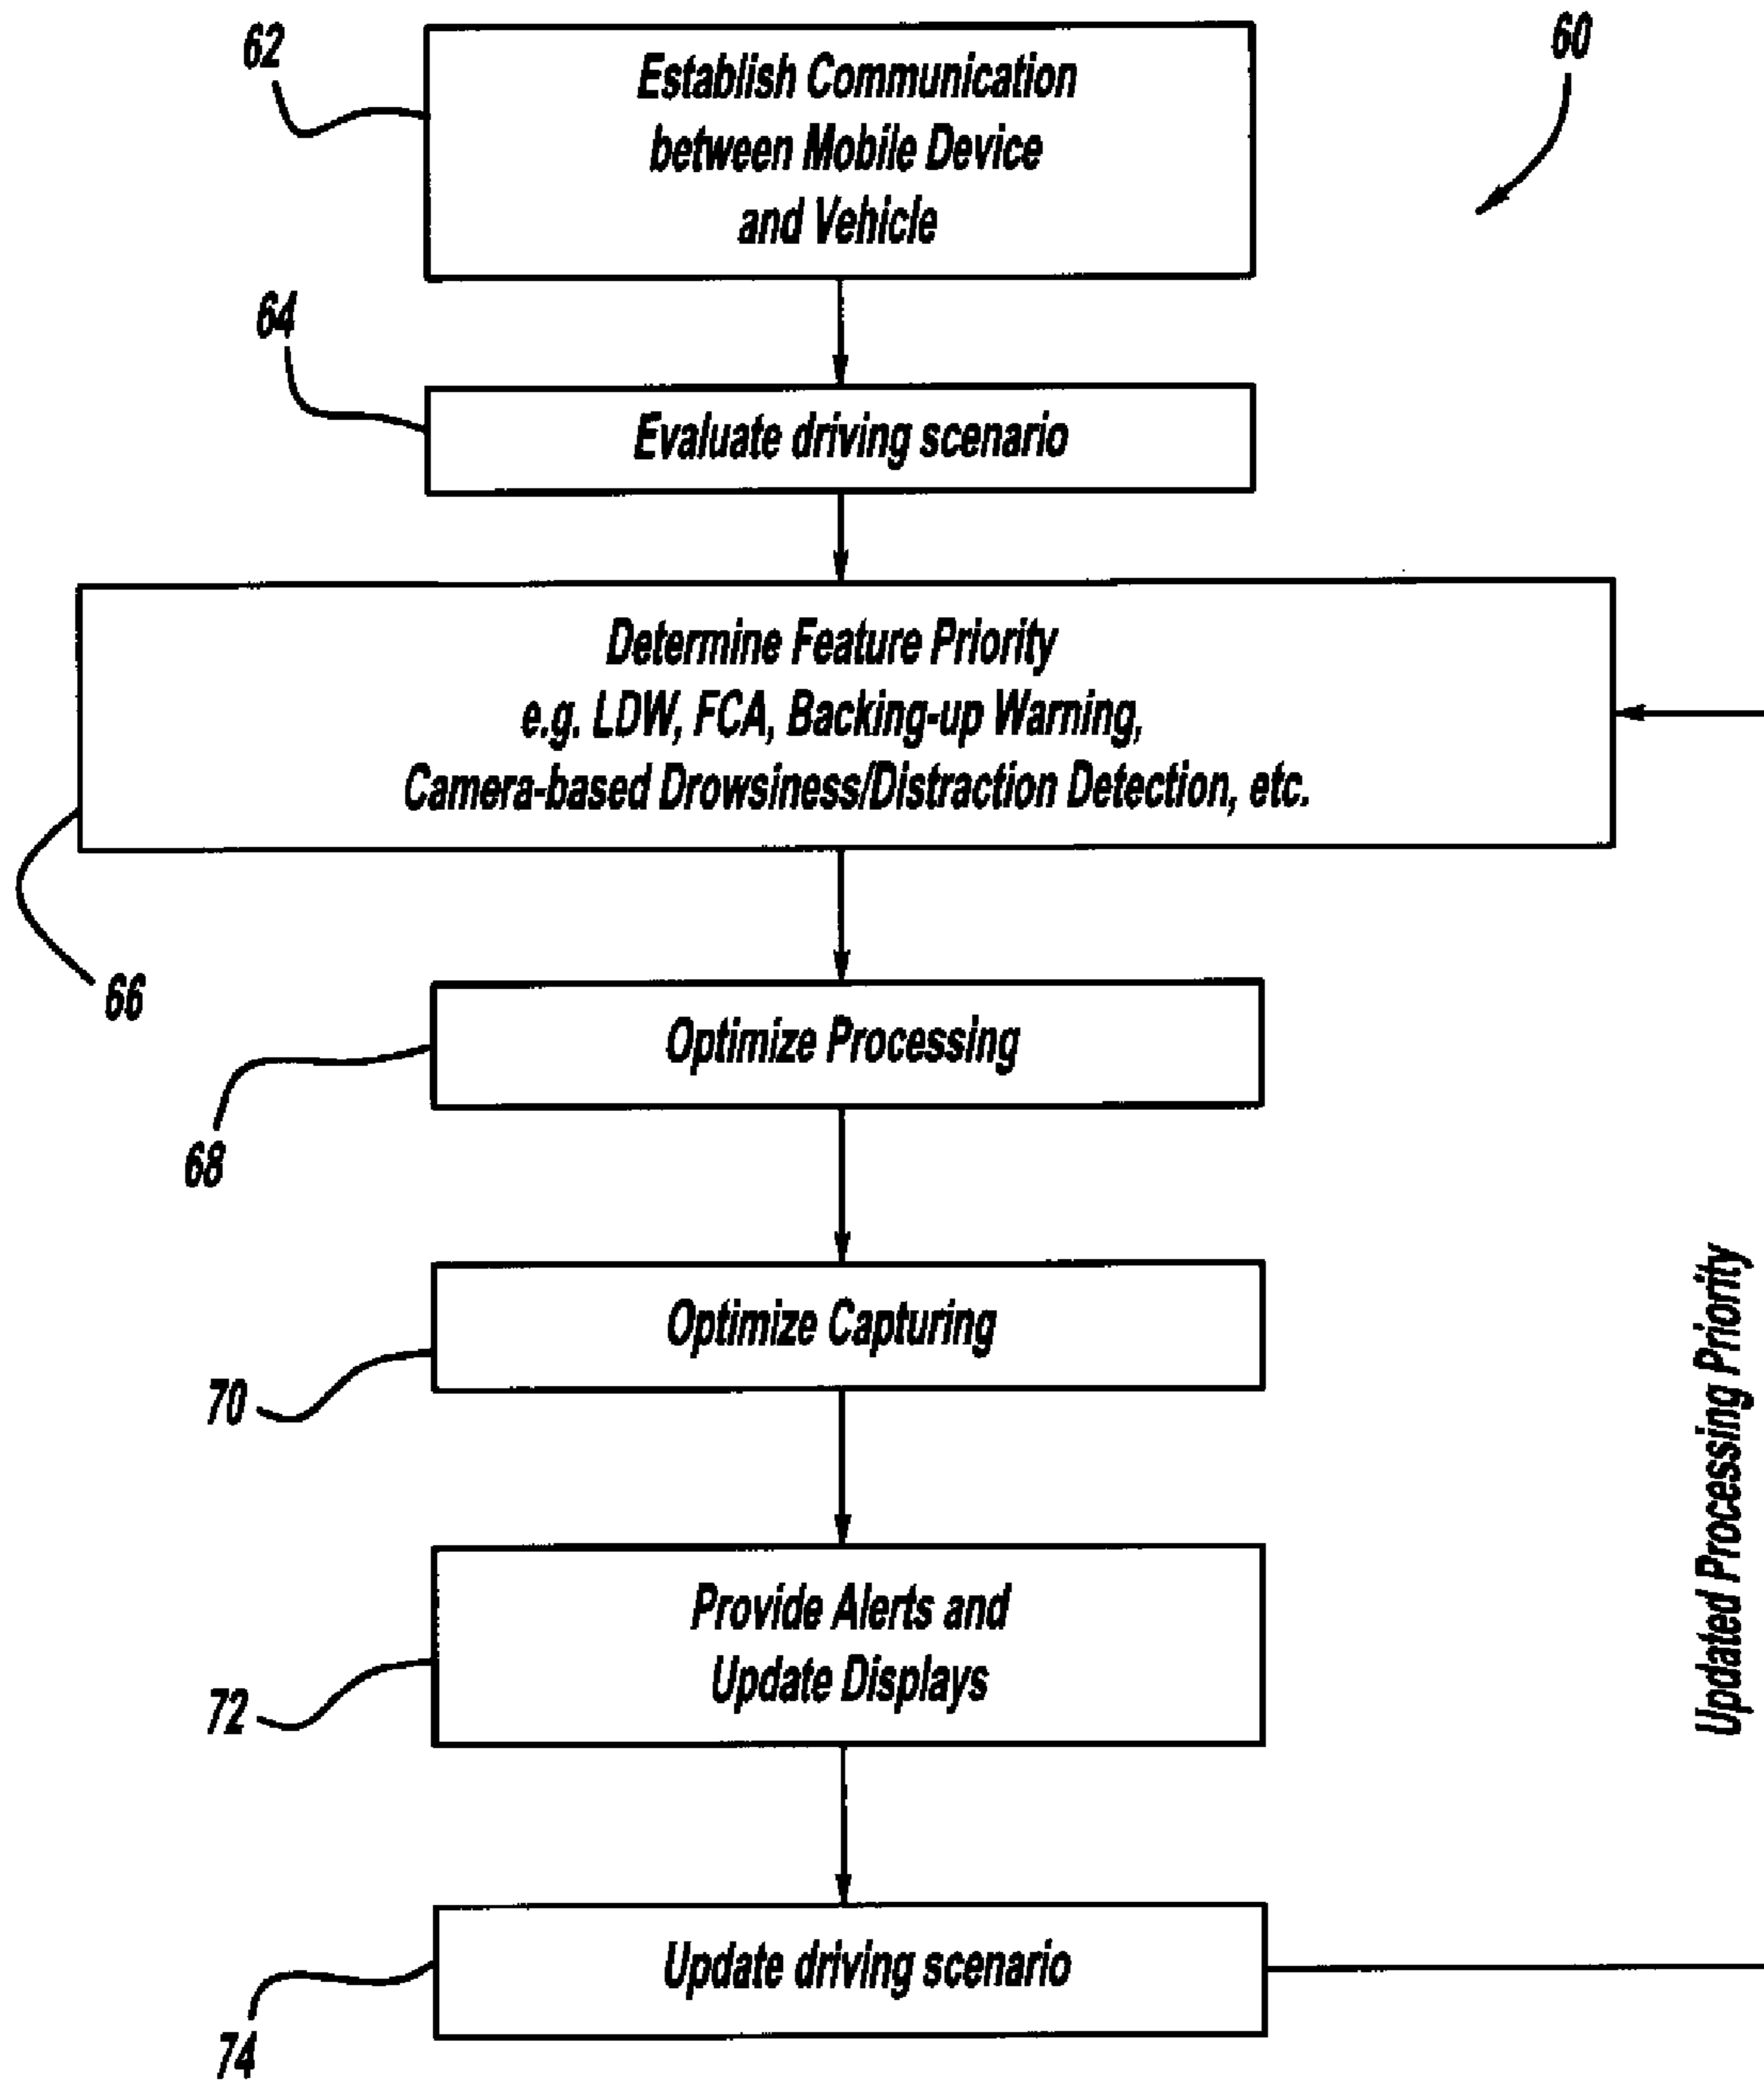 62
60
Establish Communication
between Mobile Device
and Vehicle
64
Evaluate driving scenario
Determine Feature Priority
e.g. LDW, FCA, Backing-up Warning,
Camera-based Drowsiness/Distraction Detection, etc.
66
Optimize Processing
68
Optimize Capturing
70
Provide Alerts and
Update Displays
72
Updated Processing Priority
Update driving scenario
74